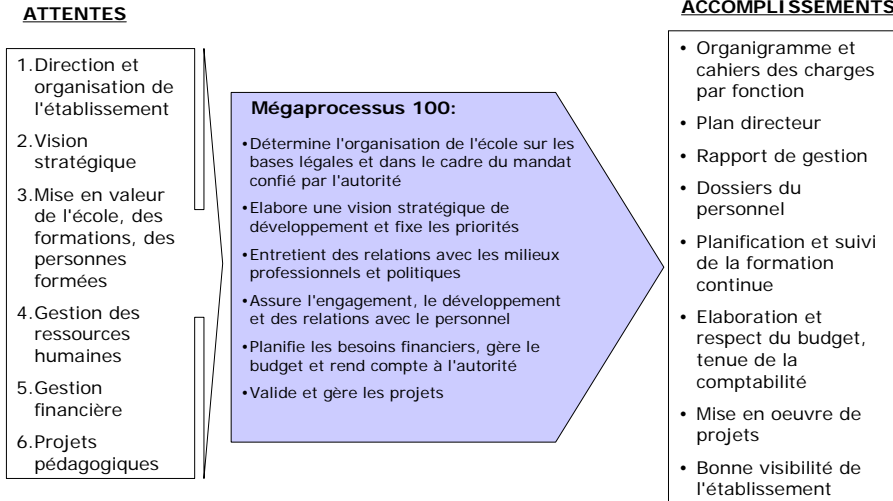 ATTENTES
1.Direction et
organisation de
l'établissement
2.Vision
stratégique
3.Mise en valeur
de l'école, des
formations, des
personnes
formées
4.Gestion des
ressources
humaines
5.Gestion
financière
6.Projets
pédagogiques
Mégaprocessus 100:
•Détermine l'organisation de l'école sur les
bases légales et dans le cadre du mandat
confié par l'autorité
•Elabore une vision stratégique de
développement et fixe les priorités
•Entretient des relations avec les milieux
professionnels et politiques
•Assure l'engagement, le développement
et des relations avec le personnel
•Planifie les besoins financiers, gère le
budget et rend compte à l'autorité
•Valide et gère les projets
ACCOMPLISSEMENTS
• Organigramme et
cahiers des charges
par fonction
• Plan directeur
• Rapport de gestion
• Dossiers du
personnel
• Planification et suivi
de la formation
continue
• Elaboration et
respect du budget,
tenue de la
comptabilité
• Mise en oeuvre de
projets
• Bonne visibilité de
l'établissement